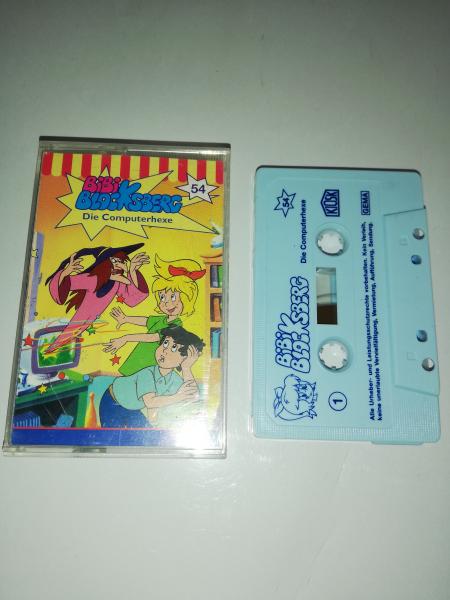 BiBi
BLOCKSBERG
54
Die Computerhexe
54
Die Computerhexe
KIOSK
GEMA
BiBi
BLOCKSBERG
1
Alle Urheber- und Leistungsschutzrechte vorbehalten. Kein Verleih,
keine unerlaubte Vervielfältigung, Vermietung, Aufführung, Sendung.